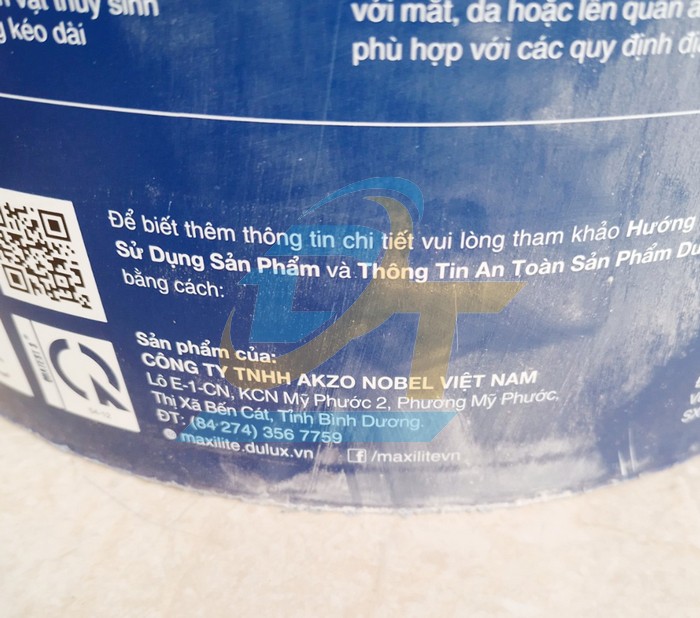 vật thủy sinh
kéo dài
với mắt, da hoặc lên quần
phù hợp với các quy định
Để biết thêm thông tin chi tiết vui lòng tham khảo Hướng
Sử Dụng Sản Phẩm và Thông Tin An Toàn Sản Phẩm Du
bằng cách:
Sản phẩm của:
CÔNG TY TNHH AKZO NOBEL VIỆT NAM
Lô E-1-CN, KCN Mỹ Phước 2, Phường Mỹ Phước,
Thị Xã Bến Cát, Tỉnh Bình Dương.
ĐT: (84-274) 356 7759
maxilite.dulux.vn /maxilitevn
DT